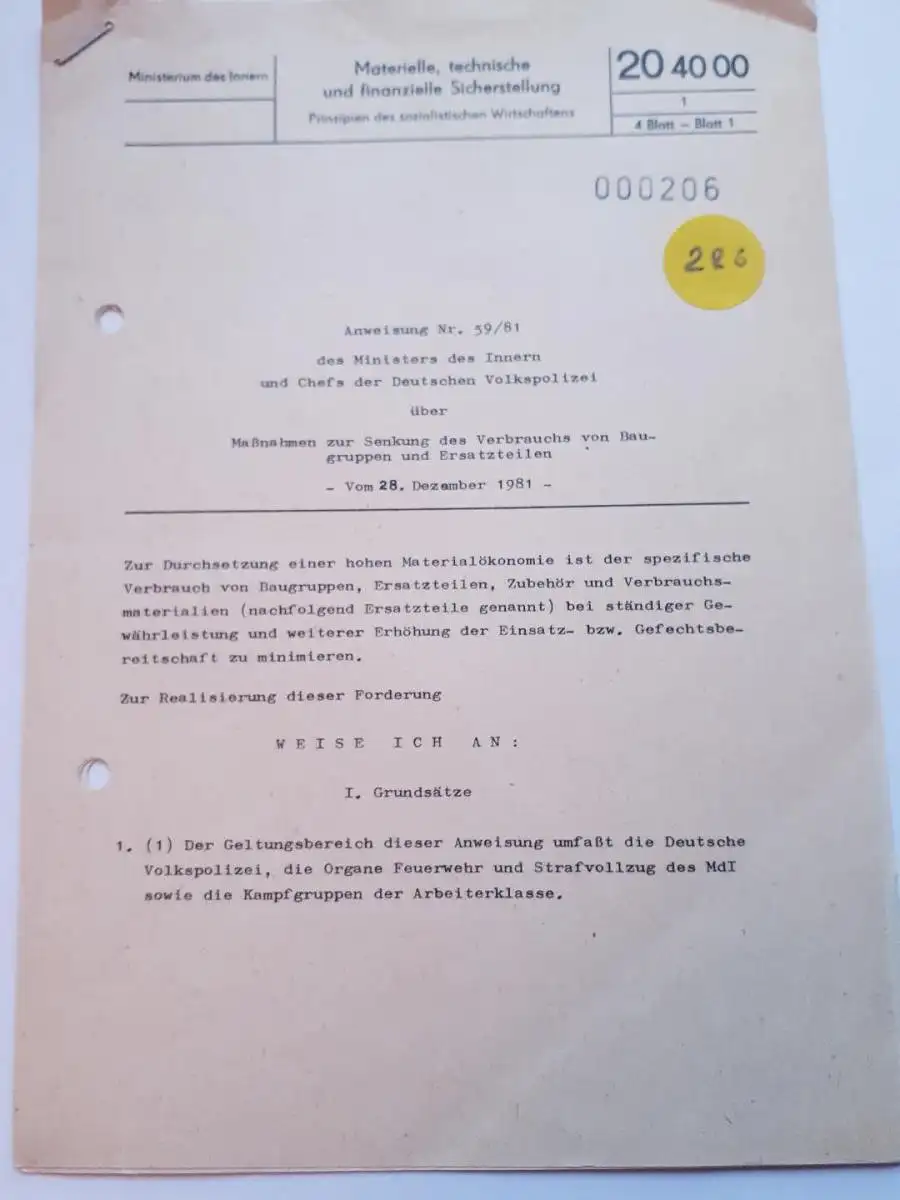 Ministerium des Innern
Materielle, technische
und finanzielle Sicherstellung
Prinzipien des sozialistischen Wirtschaftens
20 40 00
1
4 Blatt – Blatt 1
000206
286
Anweisung Nr. 59/81
des Ministers des Innern
und Chefs der Deutschen Volkspolizei
über
Maßnahmen zur Senkung des Verbrauchs von Bau-
gruppen und Ersatzteilen
- Vom 28. Dezember 1981 -
Zur Durchsetzung einer hohen Materialökonomie ist der spezifische
Verbrauch von Baugruppen, Ersatzteilen, Zubehör und Verbrauchs-
materialien (nachfolgend Ersatzteile genannt) bei ständiger Ge-
währleistung und weiterer Erhöhung der Einsatz- bzw. Gefechtsbe-
reitschaft zu minimieren.
Zur Realisierung dieser Forderung
W E I S E I C H A N :
I. Grundsätze
1. (1) Der Geltungsbereich dieser Anweisung umfaßt die Deutsche
Volkspolizei, die Organe Feuerwehr und Strafvollzug des MdI
sowie die Kampfgruppen der Arbeiterklasse.